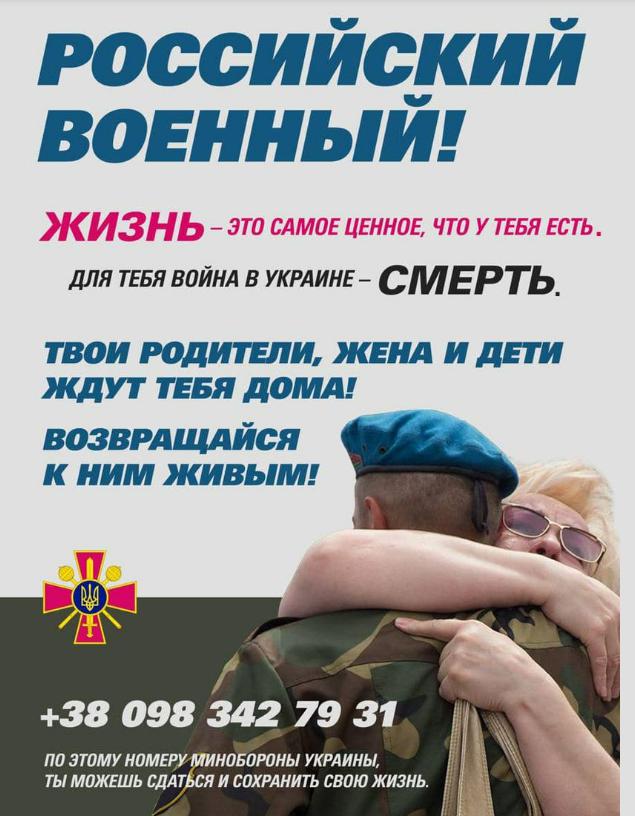 РОССИЙСКИЙ
ВОЕННЫЙ!
ЖИЗНЬ – ЭТО САМОЕ ЦЕННОЕ, ЧТО У ТЕБЯ ЕСТЬ.
ДЛЯ ТЕБЯ ВОЙНА В УКРАИНЕ – СМЕРТЬ.
ТВОИ РОДИТЕЛИ, ЖЕНА И ДЕТИ
ЖДУТ ТЕБЯ ДОМА!
ВОЗВРАЩАЙСЯ
К НИМ ЖИВЫМ!
+38 098 342 79 31
ПО ЭТОМУ НОМЕРУ МИНОБОРОНЫ УКРАИНЫ,
ТЫ МОЖЕШЬ СДАТЬСЯ И СОХРАНИТЬ СВОЮ ЖИЗНЬ.